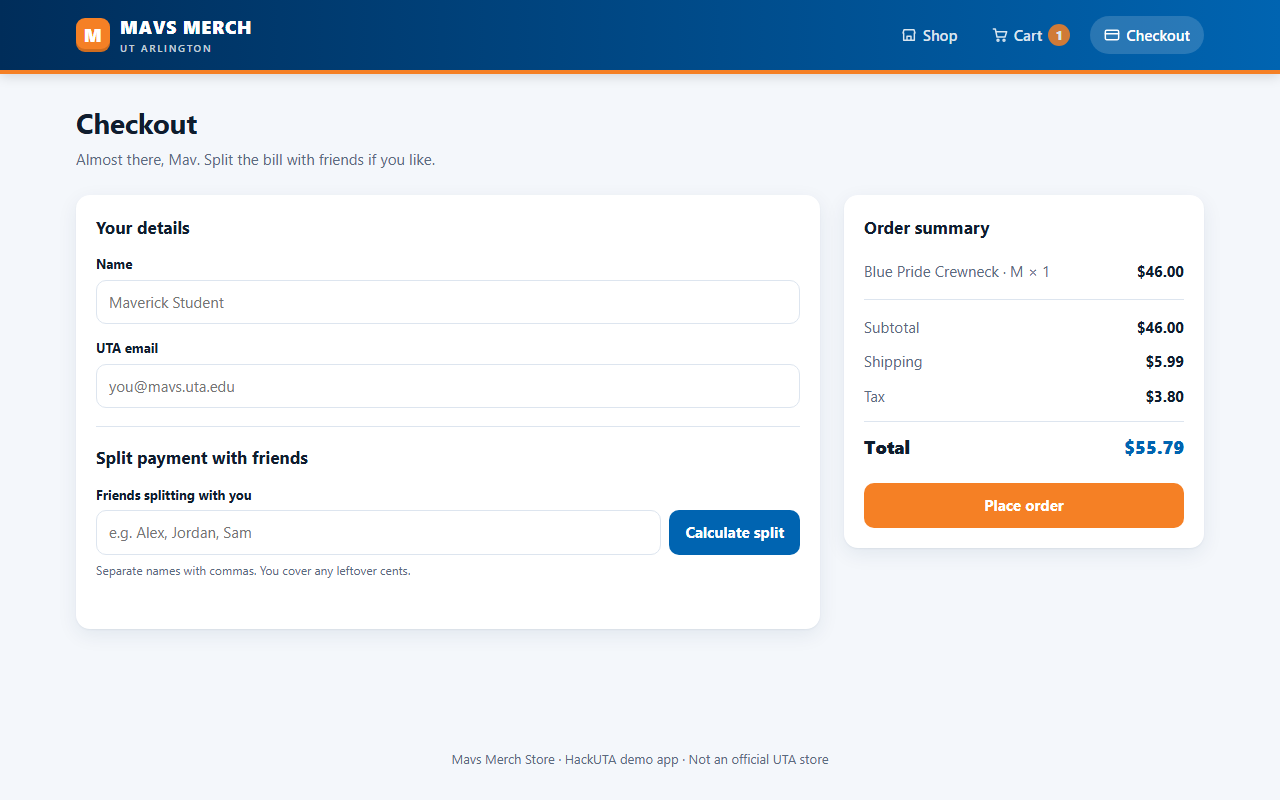 M
MAVS MERCH
UT ARLINGTON
Shop
Cart 1
Checkout
Checkout
Almost there, Mav. Split the bill with friends if you like.
Your details
Name
Maverick Student
UTA email
you@mavs.uta.edu
Split payment with friends
Friends splitting with you
e.g. Alex, Jordan, Sam
Calculate split
Separate names with commas. You cover any leftover cents.
Order summary
Blue Pride Crewneck · M × 1 $46.00
Subtotal $46.00
Shipping $5.99
Tax $3.80
Total $55.79
Place order
Mavs Merch Store · HackUTA demo app · Not an official UTA store